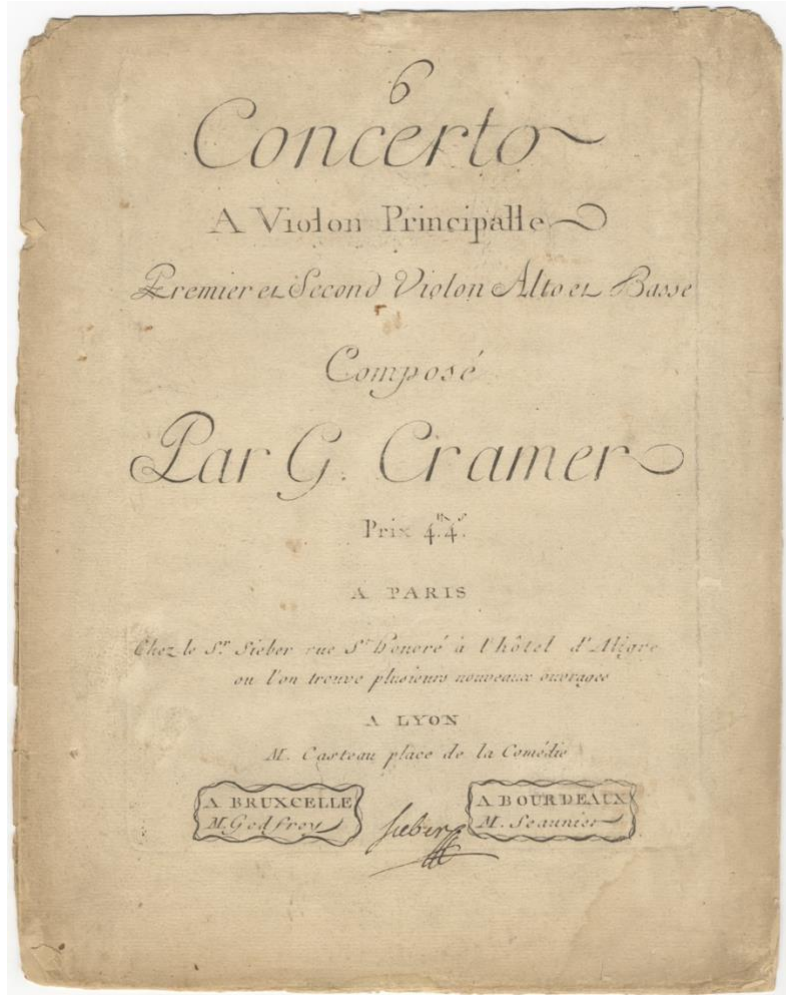 6
Concerto
A Violon Principalle
Premier et Second Violon Alto et Basse
Composé
Par G. Cramer
Prix 4.tt 4.s
A PARIS
Chez le Sr. Sieber rue St. honoré à l'hôtel d'Aligre
ou l'on trouve plusieurs nouveaux ouvrages
A LYON
M. Casteau place de la Comédie
A BRUXCELLE
M. Godfroy
Sieber
A BOURDEAUX
M. Seaunier